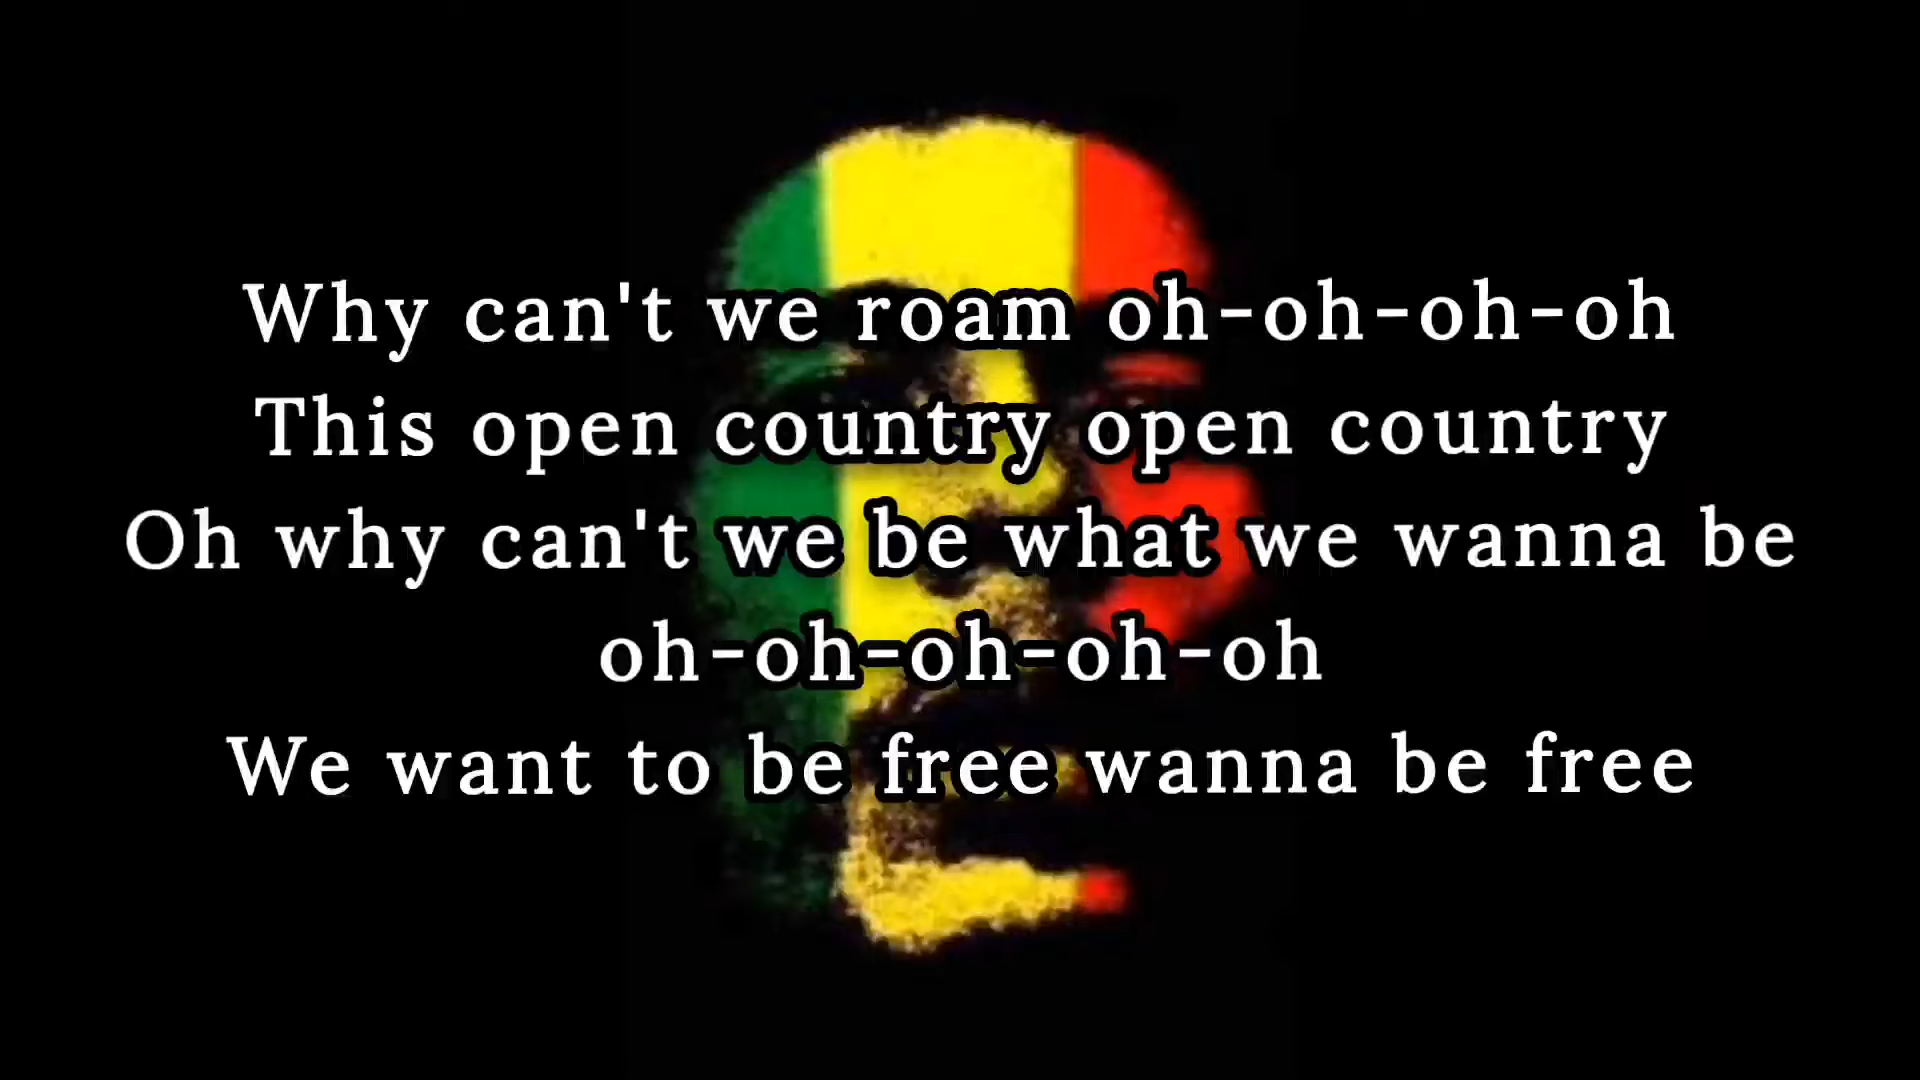 Why can't we roam oh-oh-oh-oh
This open country open country
Oh why can't we be what we wanna be
oh-oh-oh-oh-oh
We want to be free wanna be free